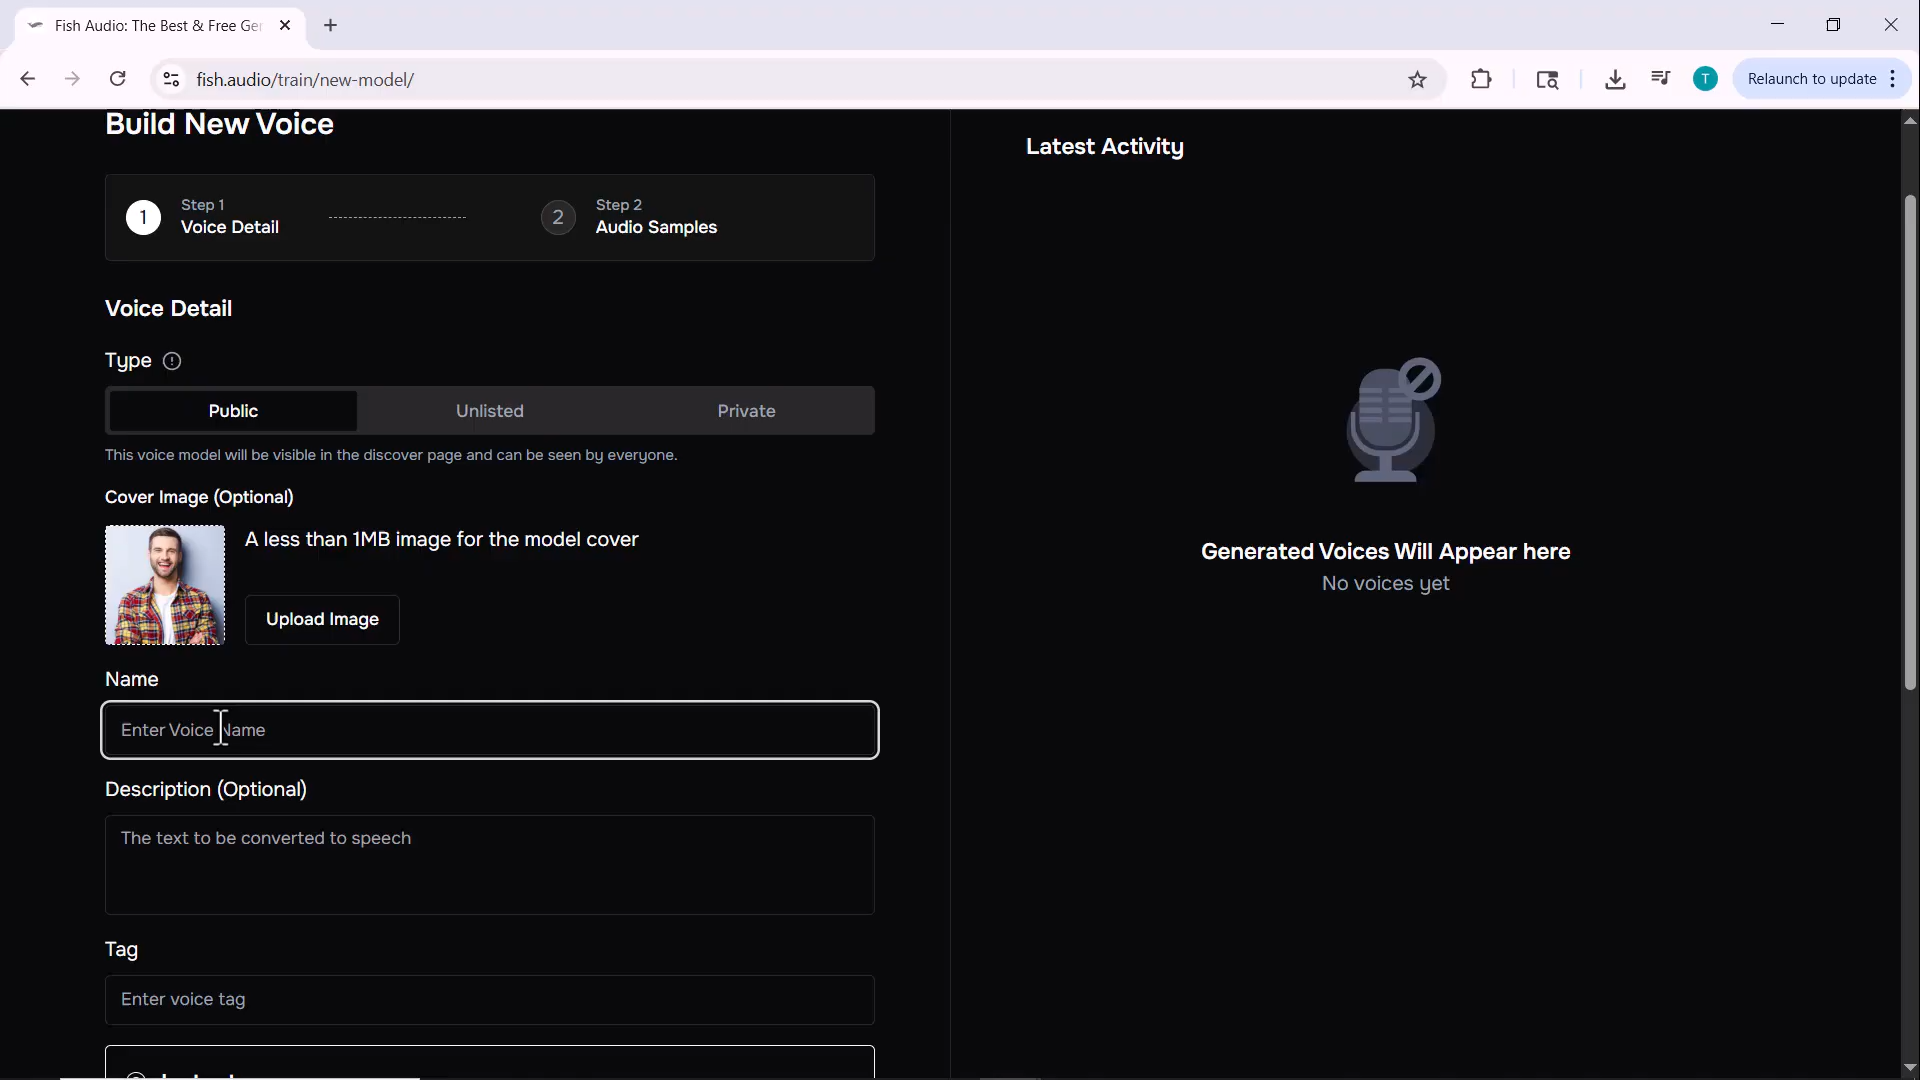 Fish Audio: The Best & Free Ger
fish.audio/train/new-model/
T
Relaunch to update
Build New Voice
1
Step 1
Voice Detail
2
Step 2
Audio Samples
Voice Detail
Type
Public
Unlisted
Private
This voice model will be visible in the discover page and can be seen by everyone.
Cover Image (Optional)
A less than 1MB image for the model cover
Upload Image
Name
Enter Voice Name
Description (Optional)
The text to be converted to speech
Tag
Enter voice tag
Latest Activity
Generated Voices Will Appear here
No voices yet